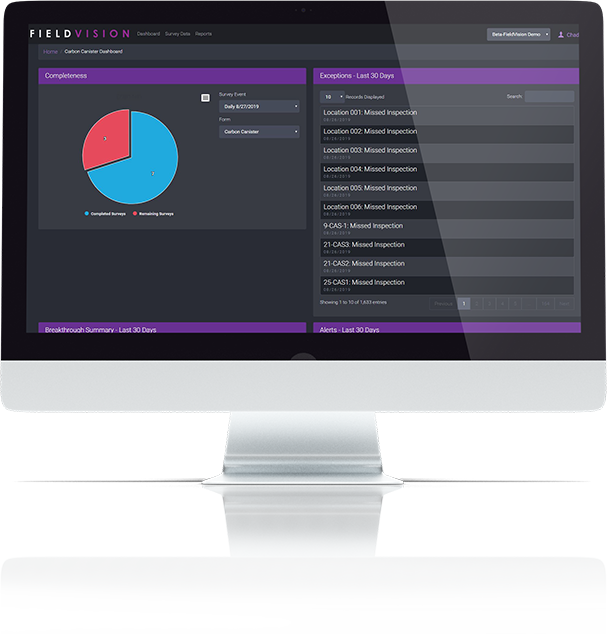 FIELDVISION
Dashboard Survey Data Reports
Beta-FieldVision Demo
Chad
Home / Carbon Canister Dashboard
Completeness
Survey Event
Daily 8/27/2019
Form
Carbon Canister
Completed Surveys Remaining Surveys
Exceptions - Last 30 Days
10 Records Displayed
Search:
Location 001: Missed Inspection
08/26/2019
Location 002: Missed Inspection
08/26/2019
Location 003: Missed Inspection
08/26/2019
Location 004: Missed Inspection
08/26/2019
Location 005: Missed Inspection
08/26/2019
Location 006: Missed Inspection
08/26/2019
9-CAS-1: Missed Inspection
08/26/2019
21-CAS3: Missed Inspection
08/26/2019
21-CAS2: Missed Inspection
08/26/2019
25-CAS1: Missed Inspection
08/26/2019
Showing 1 to 10 of 1,633 entries
Previous 1 2 3 4 5 ... Next
Breakthrough Summary - Last 30 Days
Alerts - Last 30 Days